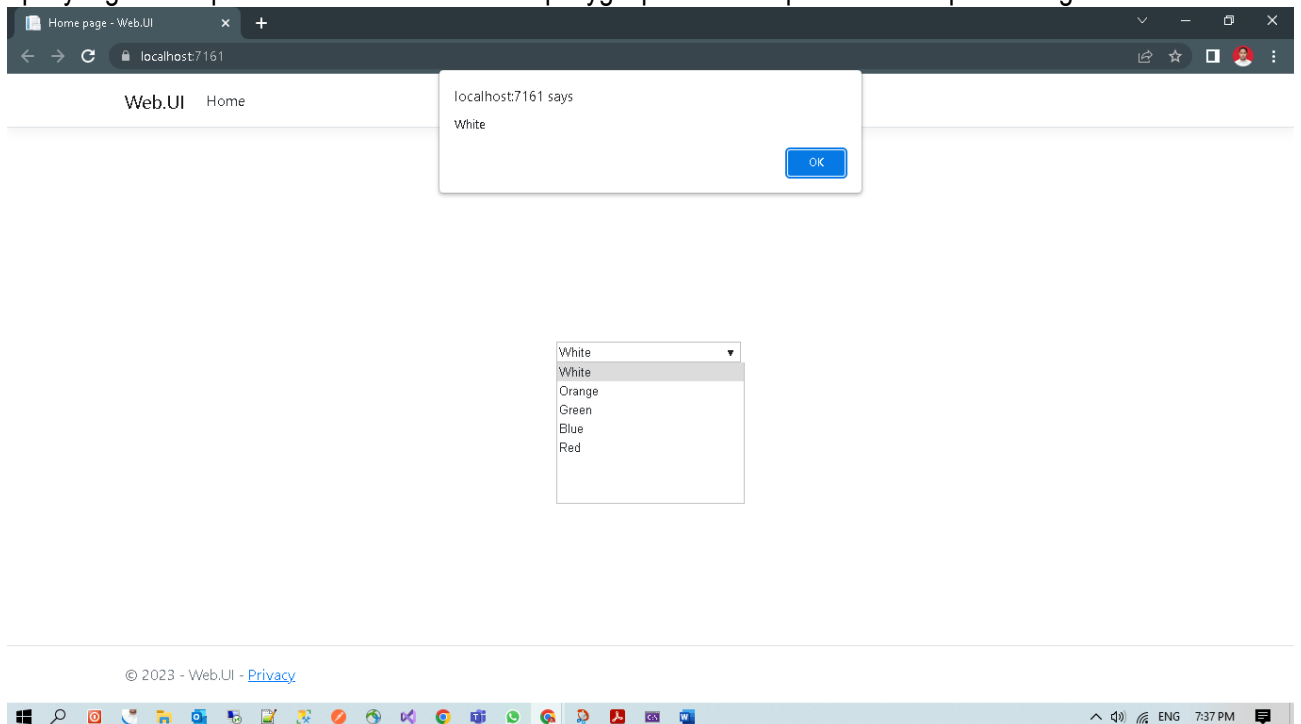 Home page - Web.UI
localhost:7161
Web.UI Home
localhost:7161 says
White
OK
White
White
Orange
Green
Blue
Red
© 2023 - Web.UI - Privacy
ENG 7:37 PM